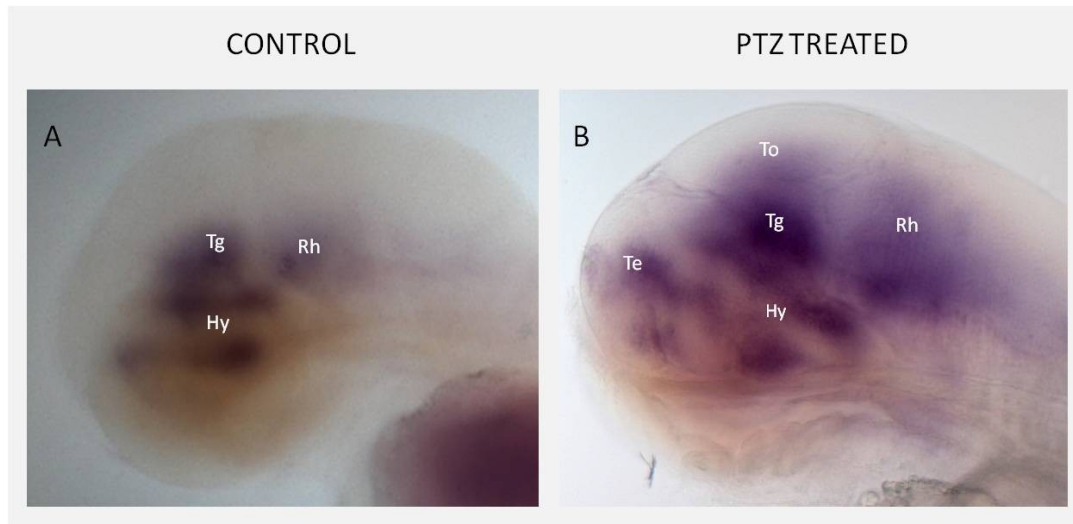 CONTROL
PTZ TREATED
A
Tg
Rh
Hy
B
To
Tg
Rh
Te
Hy